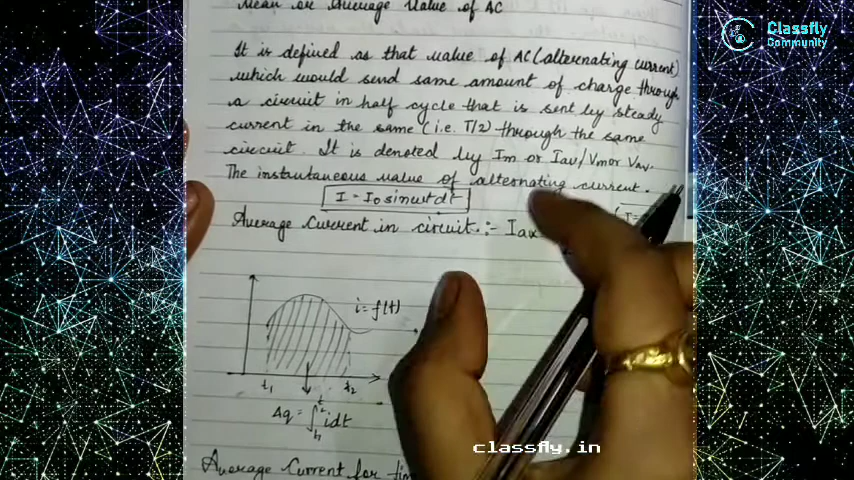 Mean or Average Value of AC
Classfly
Community
It is defined as that value of AC (alternating current)
which would send same amount of charge through
a circuit in half cycle that is sent by steady
current in the same (i.e. T/2) through the same
circuit. It is denoted by Im or Iav/Vm or Vav.
The instantaneous value of alternating current.
I = I₀ sinωt dt
Average Current in circuit :- Iav
i = f(t)
t₁
t₂
t
Δq = ∫ₜ₁ᵗ² idt
classfly.in
Average Current for